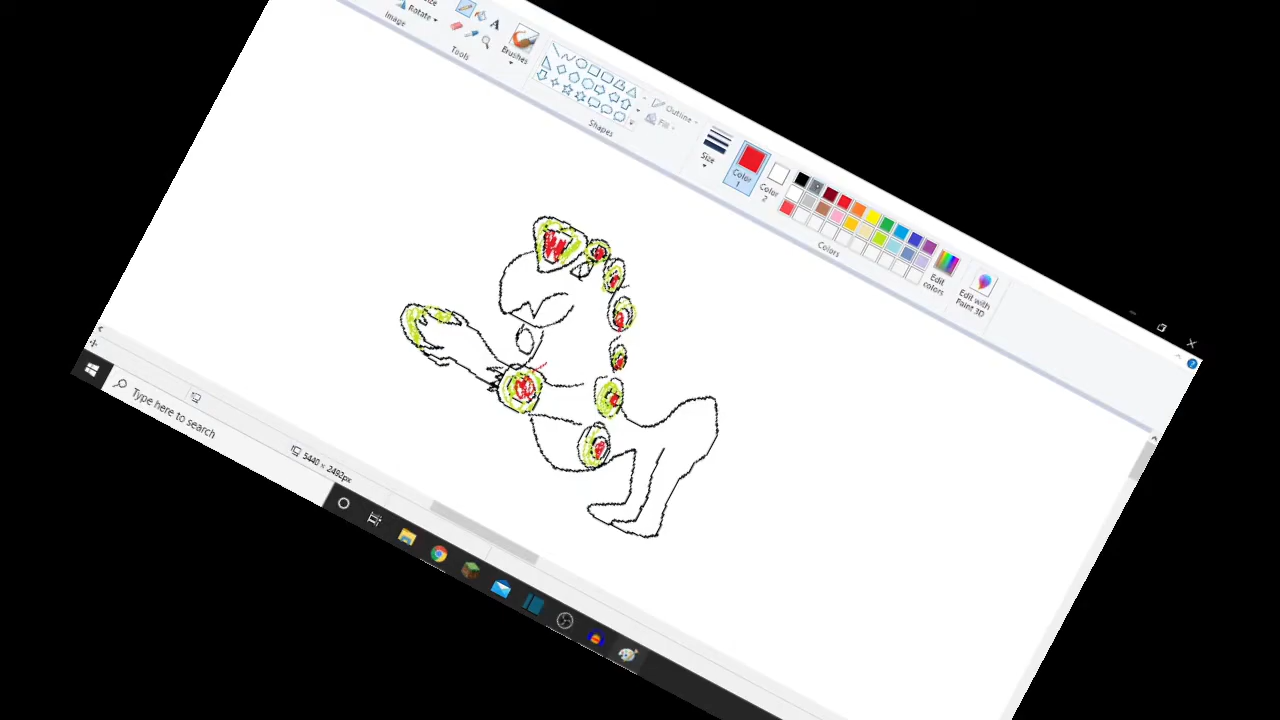 Rotate
Image
Tools
A
Brushes
Shapes
Outline
Fill
Size
Color
1
Color
2
Colors
Edit
colors
Edit with
Paint 3D
Type here to search
5440 × 2492px